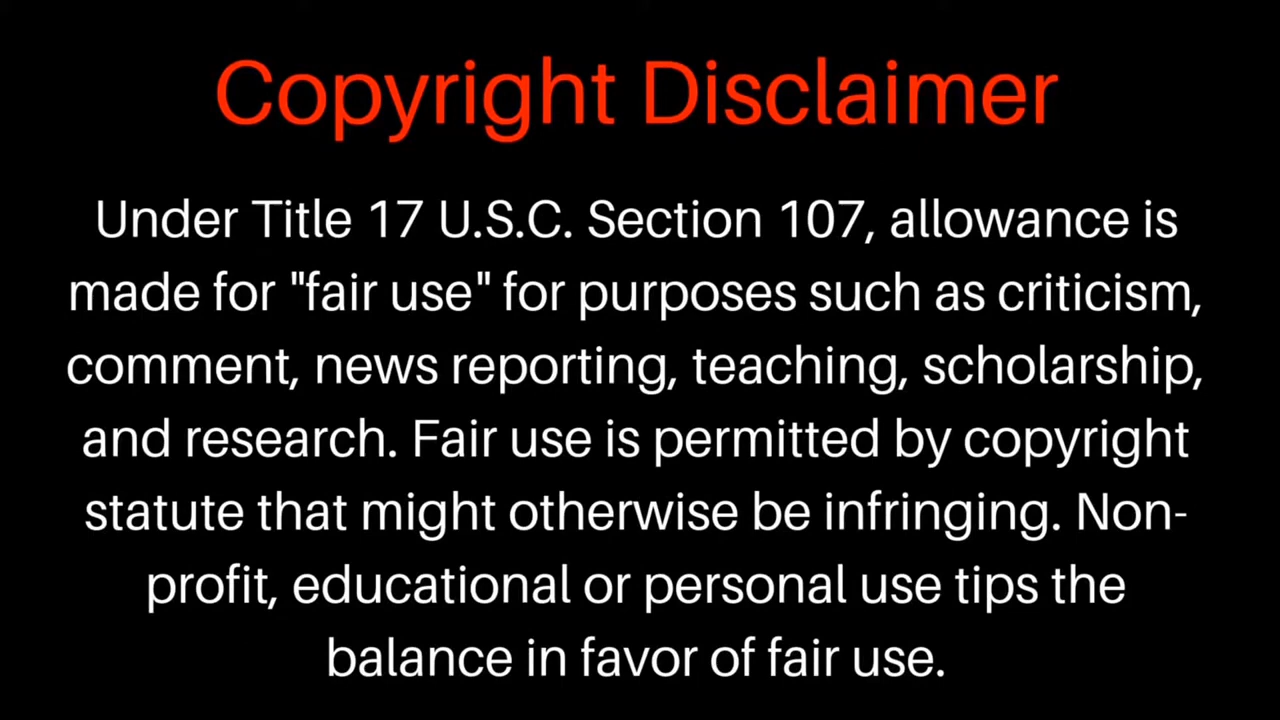 Copyright Disclaimer
Under Title 17 U.S.C. Section 107, allowance is
made for "fair use" for purposes such as criticism,
comment, news reporting, teaching, scholarship,
and research. Fair use is permitted by copyright
statute that might otherwise be infringing. Non-
profit, educational or personal use tips the
balance in favor of fair use.